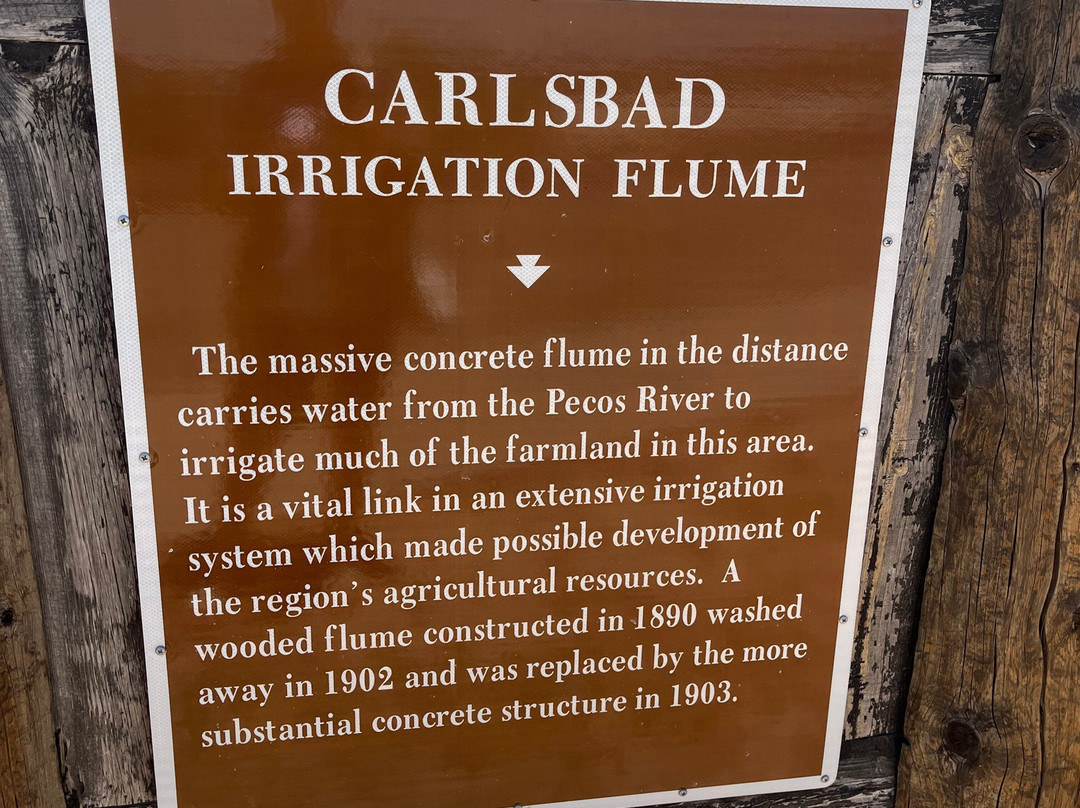 CARLSBAD
IRRIGATION FLUME
The massive concrete flume in the distance
carries water from the Pecos River to
irrigate much of the farmland in this area.
It is a vital link in an extensive irrigation
system which made possible development of
the region's agricultural resources. A
wooded flume constructed in 1890 washed
away in 1902 and was replaced by the more
substantial concrete structure in 1903.